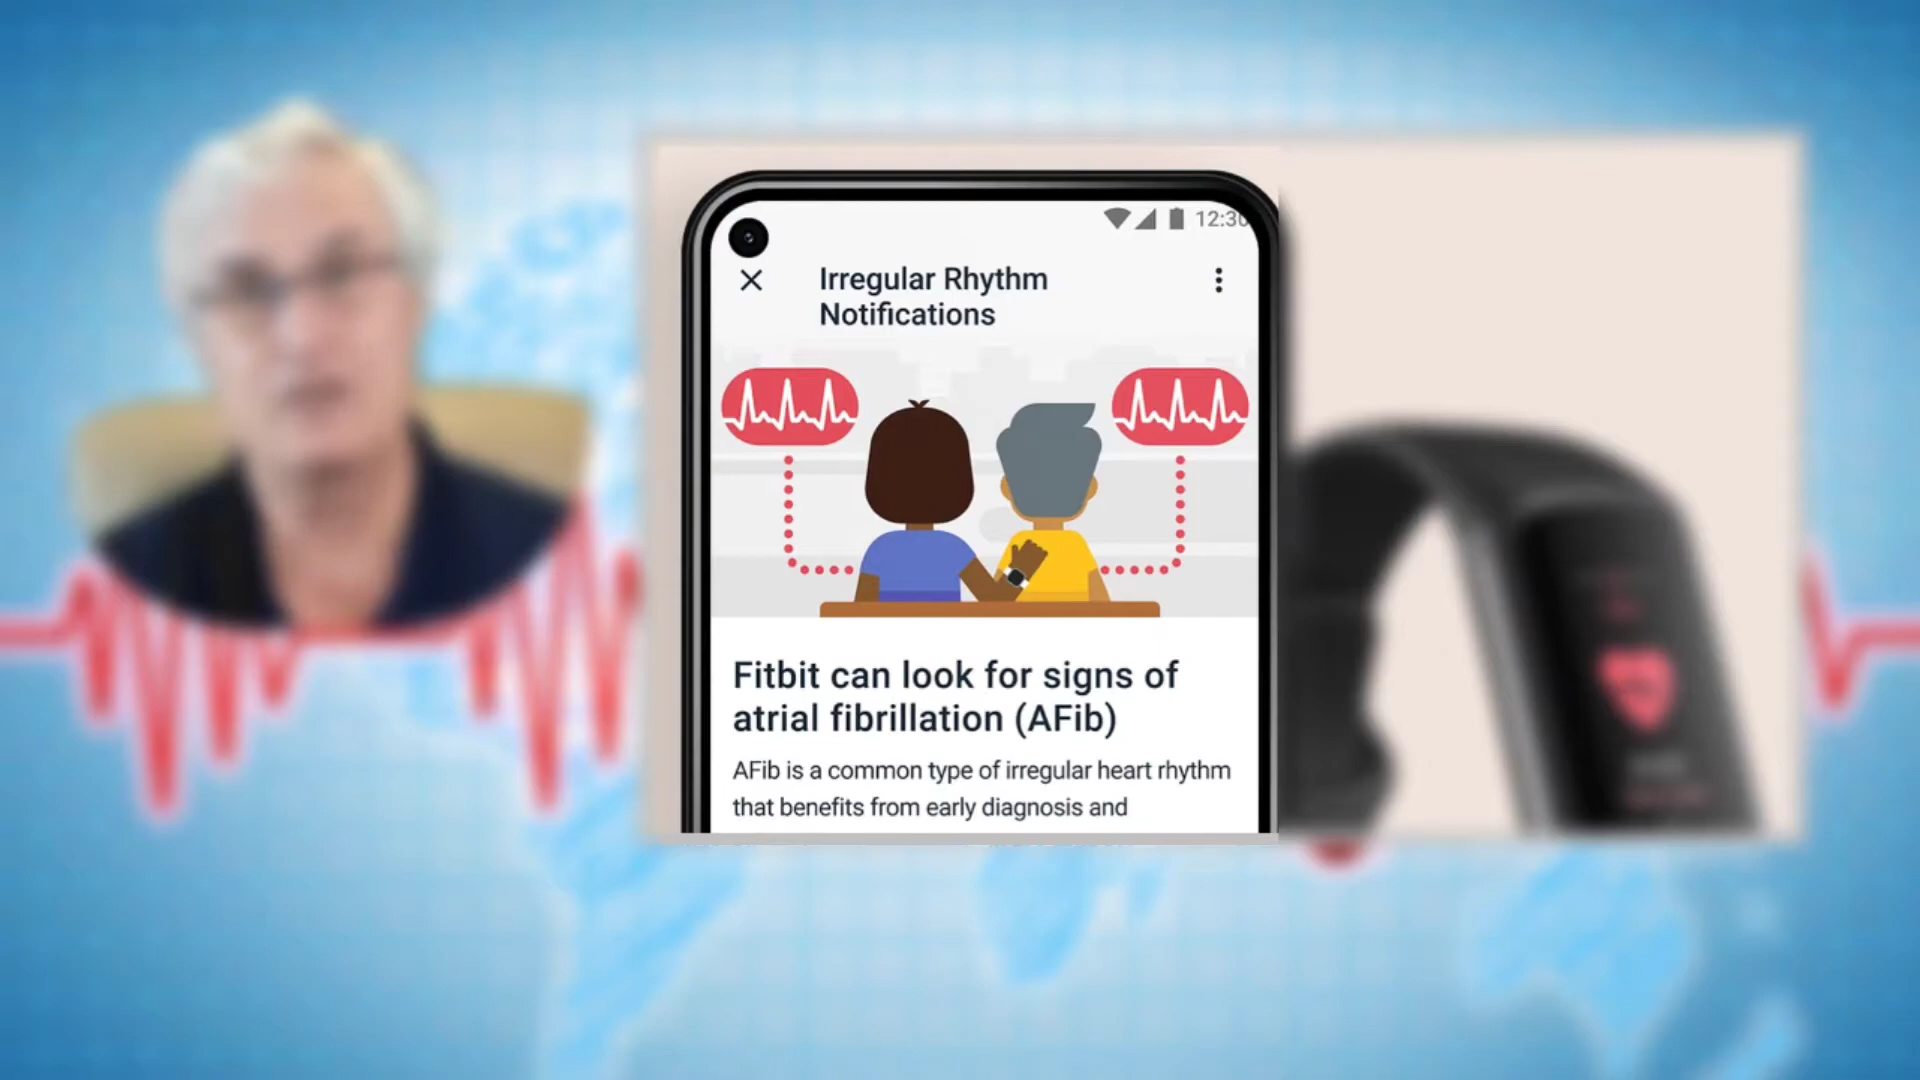 12:30
Irregular Rhythm
Notifications
Fitbit can look for signs of
atrial fibrillation (AFib)
AFib is a common type of irregular heart rhythm
that benefits from early diagnosis and